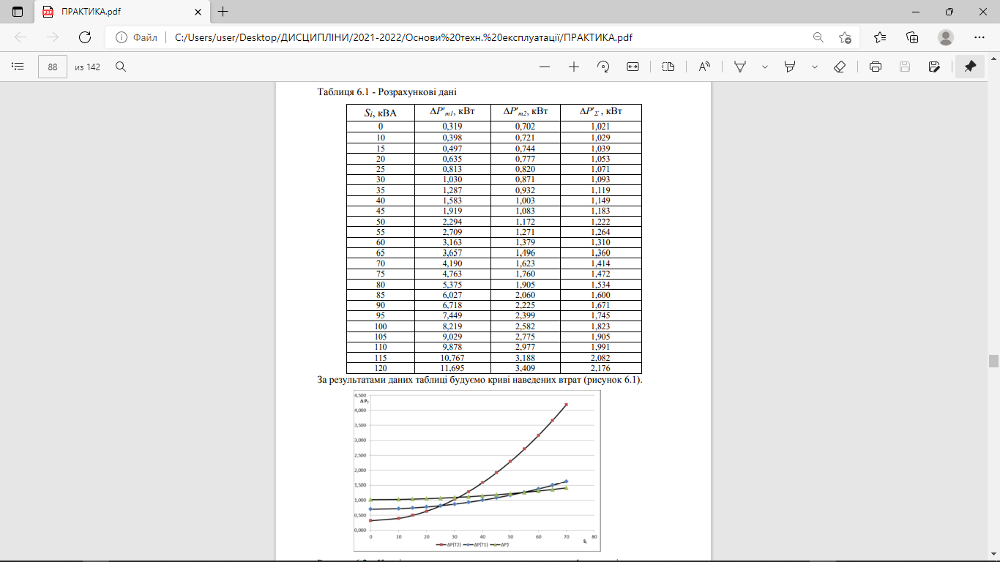 ПРАКТИКА.pdf
Файл C:/Users/user/Desktop/ДИСЦИПЛІНИ/2021-2022/Основи%20техн.%20експлуатації/ПРАКТИКА.pdf
88 из 142
Таблиця 6.1 - Розрахункові дані
Si, кВА ΔP'm1, кВт ΔP'm2, кВт ΔP'Σ , кВт
0 0,319 0,702 1,021
10 0,398 0,721 1,029
15 0,497 0,744 1,039
20 0,635 0,777 1,053
25 0,813 0,820 1,071
30 1,030 0,871 1,093
35 1,287 0,932 1,119
40 1,583 1,003 1,149
45 1,919 1,083 1,183
50 2,294 1,172 1,222
55 2,709 1,271 1,264
60 3,163 1,379 1,310
65 3,657 1,496 1,360
70 4,190 1,623 1,414
75 4,763 1,760 1,472
80 5,375 1,905 1,534
85 6,027 2,060 1,600
90 6,718 2,225 1,671
95 7,449 2,399 1,745
100 8,219 2,582 1,823
105 9,029 2,775 1,905
110 9,878 2,977 1,991
115 10,767 3,188 2,082
120 11,695 3,409 2,176
За результатами даних таблиці будуємо криві наведених втрат (рисунок 6.1).
4,500
Δ Pi
4,000
3,500
3,000
2,500
2,000
1,500
1,000
0,500
0,000
0 10 20 30 40 50 60 70 80
Si
ΔP(T2) ΔP(T1) ΔPΣ